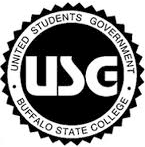 UNITED STUDENTS GOVERNMENT
USG
BUFFALO STATE COLLEGE